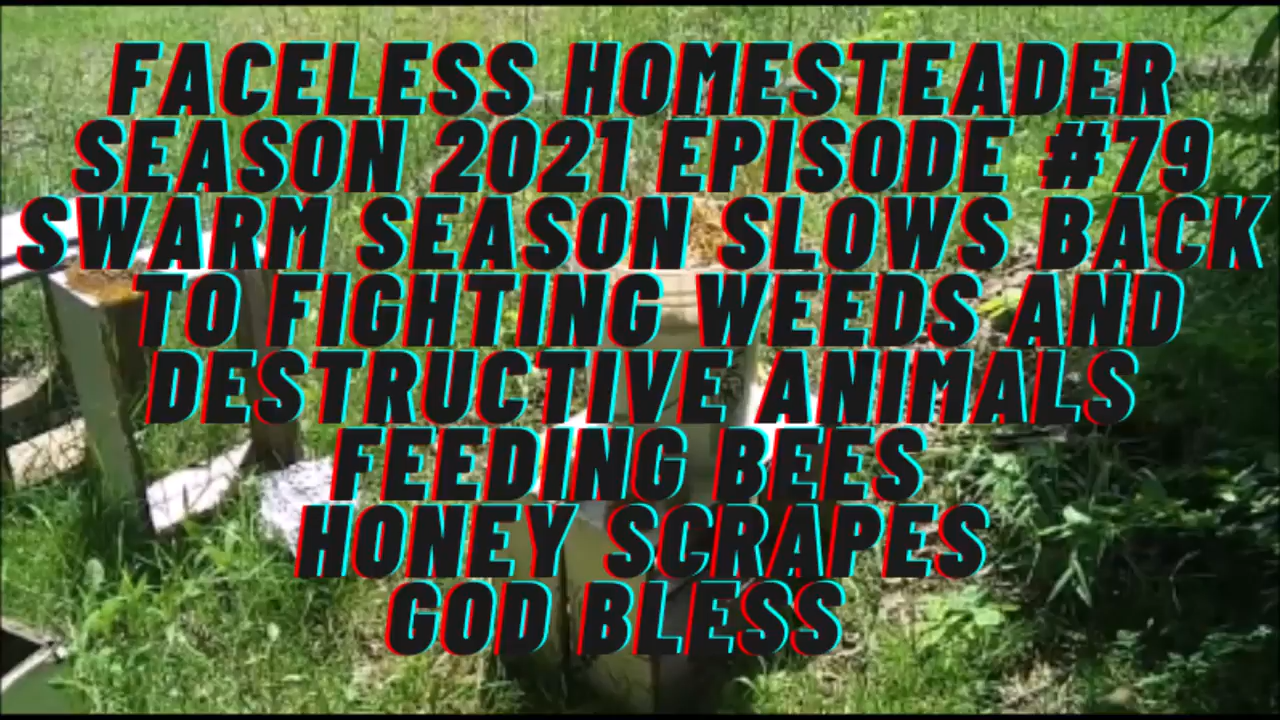 FACELESS HOMESTEADER
SEASON 2021 EPISODE #79
SWARM SEASON SLOWS BACK
TO FIGHTING WEEDS AND
DESTRUCTIVE ANIMALS
FEEDING BEES
HONEY SCRAPES
GOD BLESS